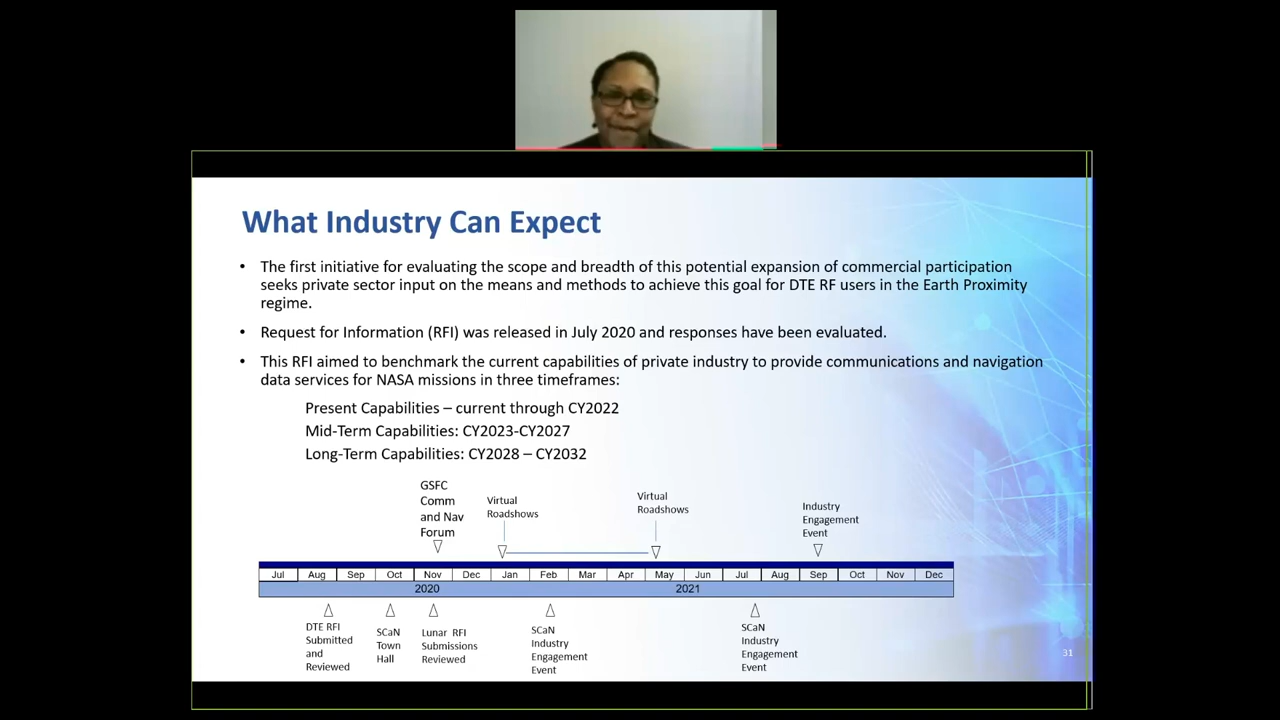 What Industry Can Expect
• The first initiative for evaluating the scope and breadth of this potential expansion of commercial participation
seeks private sector input on the means and methods to achieve this goal for DTE RF users in the Earth Proximity
regime.
• Request for Information (RFI) was released in July 2020 and responses have been evaluated.
• This RFI aimed to benchmark the current capabilities of private industry to provide communications and navigation
data services for NASA missions in three timeframes:
Present Capabilities – current through CY2022
Mid-Term Capabilities: CY2023-CY2027
Long-Term Capabilities: CY2028 – CY2032
GSFC
Comm
and Nav
Forum
Virtual
Roadshows
Virtual
Roadshows
Industry
Engagement
Event
Jul Aug Sep Oct Nov Dec Jan Feb Mar Apr May Jun Jul Aug Sep Oct Nov Dec
2020 2021
DTE RFI
Submitted
and
Reviewed
SCaN
Town
Hall
Lunar RFI
Submissions
Reviewed
SCaN
Industry
Engagement
Event
SCaN
Industry
Engagement
Event
31